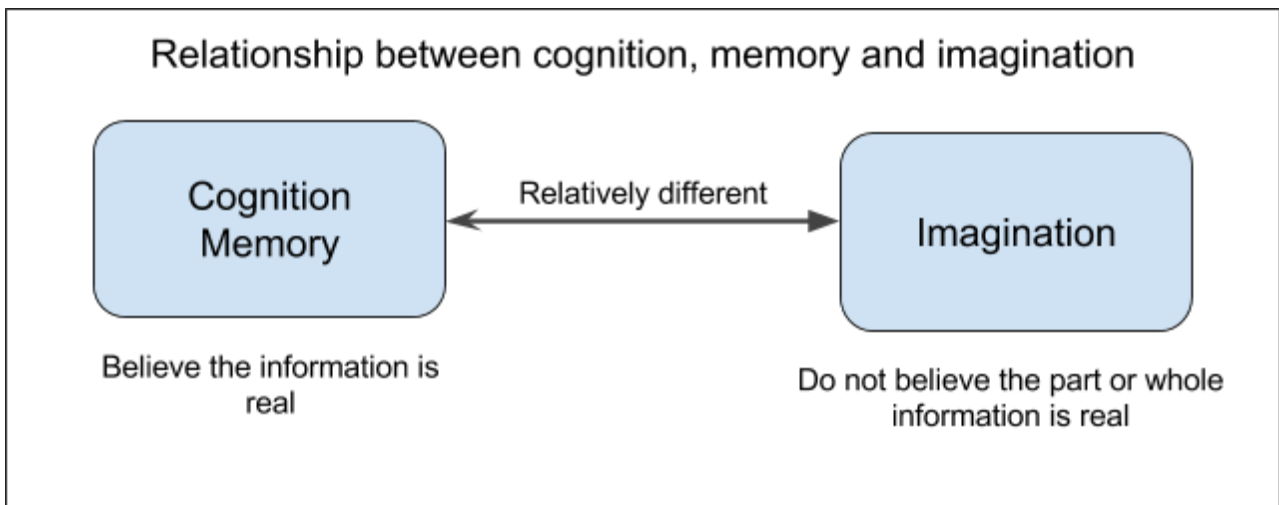 Relationship between cognition, memory and imagination
Cognition
Memory
Relatively different
Imagination
Believe the information is
real
Do not believe the part or whole
information is real